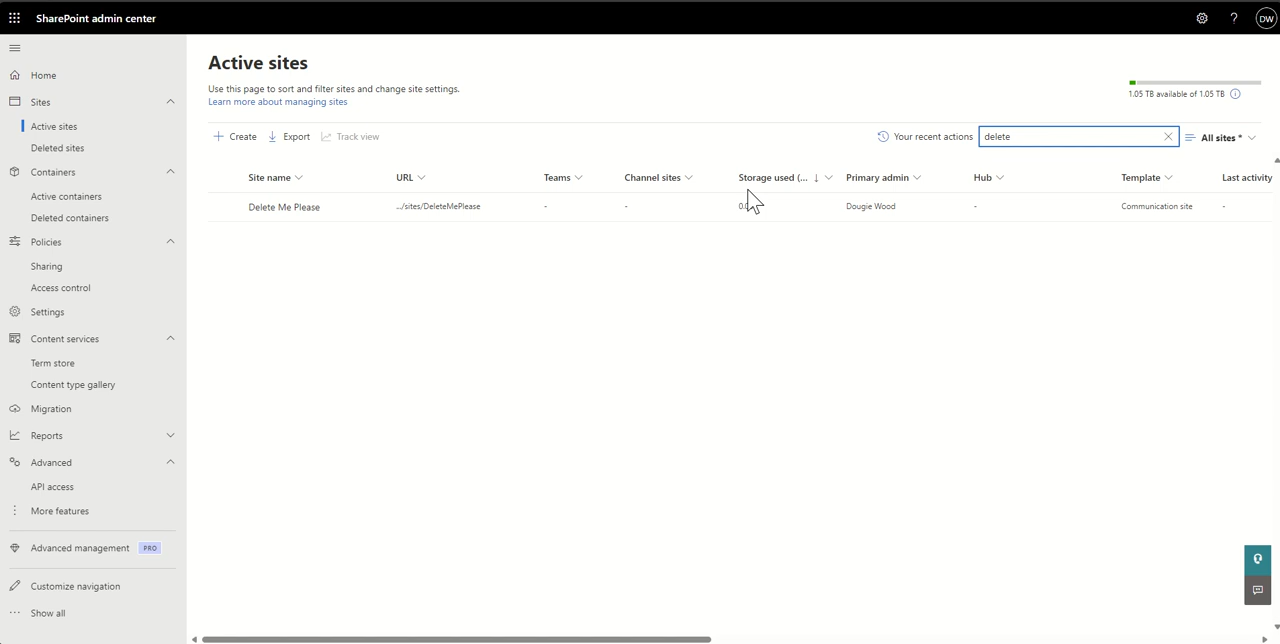 SharePoint admin center
?
DW
Home
Sites
Active sites
Deleted sites
Containers
Active containers
Deleted containers
Policies
Sharing
Access control
Settings
Content services
Term store
Content type gallery
Migration
Reports
Advanced
API access
More features
Advanced management PRO
Customize navigation
Show all
Active sites
Use this page to sort and filter sites and change site settings.
Learn more about managing sites
1.05 TB available of 1.05 TB
Create Export Track view Your recent actions delete All sites *
Site name URL Teams Channel sites Storage used (... ↓ Primary admin Hub Template Last activity
Delete Me Please .../sites/DeleteMePlease - - Dougie Wood - Communication site -